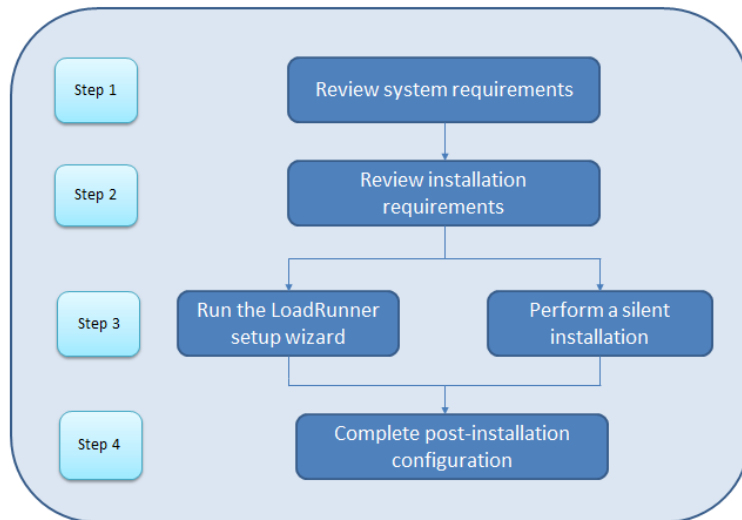 Step 1
Review system requirements
Step 2
Review installation
requirements
Step 3
Run the LoadRunner
setup wizard
Perform a silent
installation
Step 4
Complete post-installation
configuration